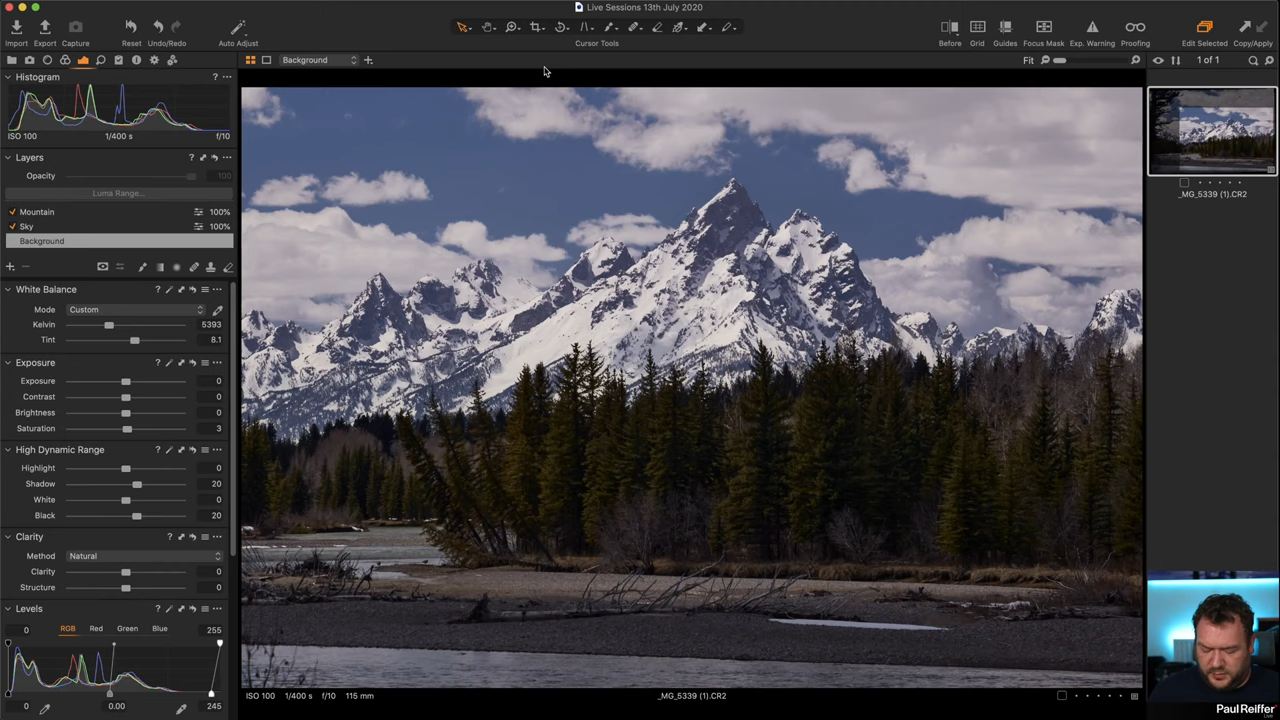 Live Sessions 13th July 2020
Import Export Capture Reset Undo/Redo Auto Adjust Cursor Tools Before Grid Guides Focus Mask Exp. Warning Proofing Edit Selected Copy/Apply
Background Fit 1 of 1
Histogram ? ...
ISO 100 1/400 s f/10
Layers ? ...
Opacity 100
Luma Range...
Mountain 100%
Sky 100%
Background
White Balance ? ...
Mode Custom
Kelvin 5393
Tint 8.1
Exposure ? ...
Exposure 0
Contrast 0
Brightness 0
Saturation 3
High Dynamic Range ? ...
Highlight 0
Shadow 20
White 0
Black 20
Clarity ? ...
Method Natural
Clarity 0
Structure 0
Levels ? ...
0 RGB Red Green Blue 255
0 0.00 245
ISO 100 1/400 s f/10 115 mm _MG_5339 (1).CR2
_MG_5339 (1).CR2
Paul Reiffer
Live